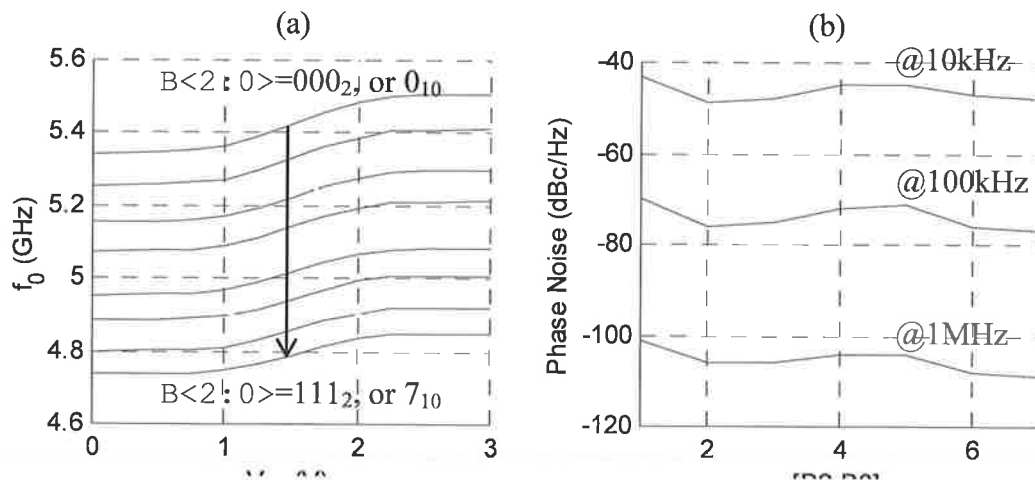 (a)
5.6
B<2:0>=000₂, or 0₁₀
5.4
5.2
5
4.8
B<2:0>=111₂, or 7₁₀
4.6
0 1 2 3
f₀ (GHz)
(b)
-40
@10kHz
-60
@100kHz
-80
-100
@1MHz
-120
2 4 6
Phase Noise (dBc/Hz)